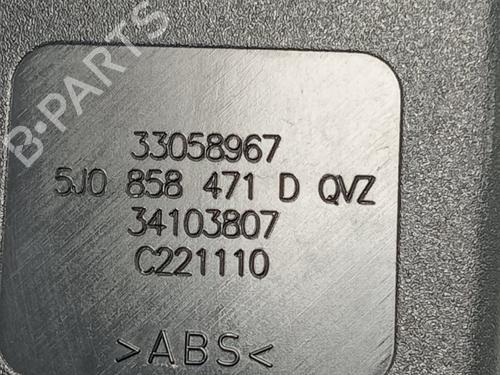 B-PARTS
33058967
5J0 858 471 D QVZ
34103807
C221110
>ABS<